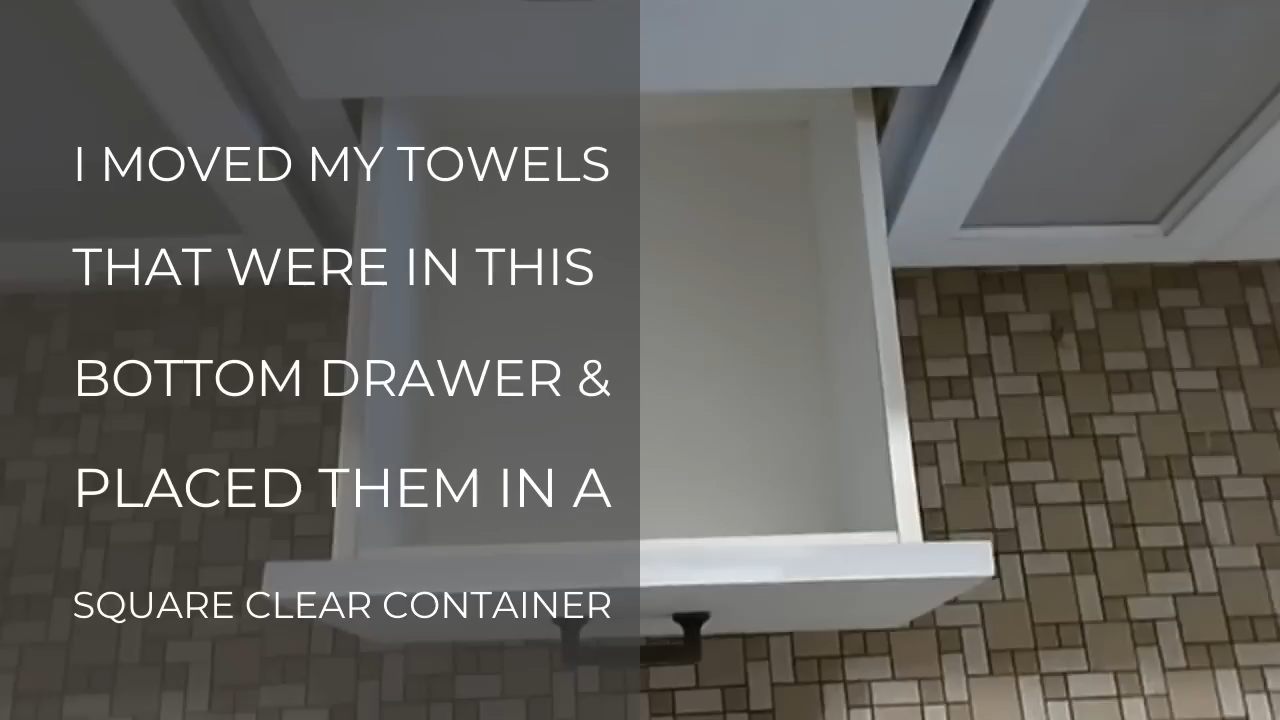 I MOVED MY TOWELS
THAT WERE IN THIS
BOTTOM DRAWER &
PLACED THEM IN A
SQUARE CLEAR CONTAINER